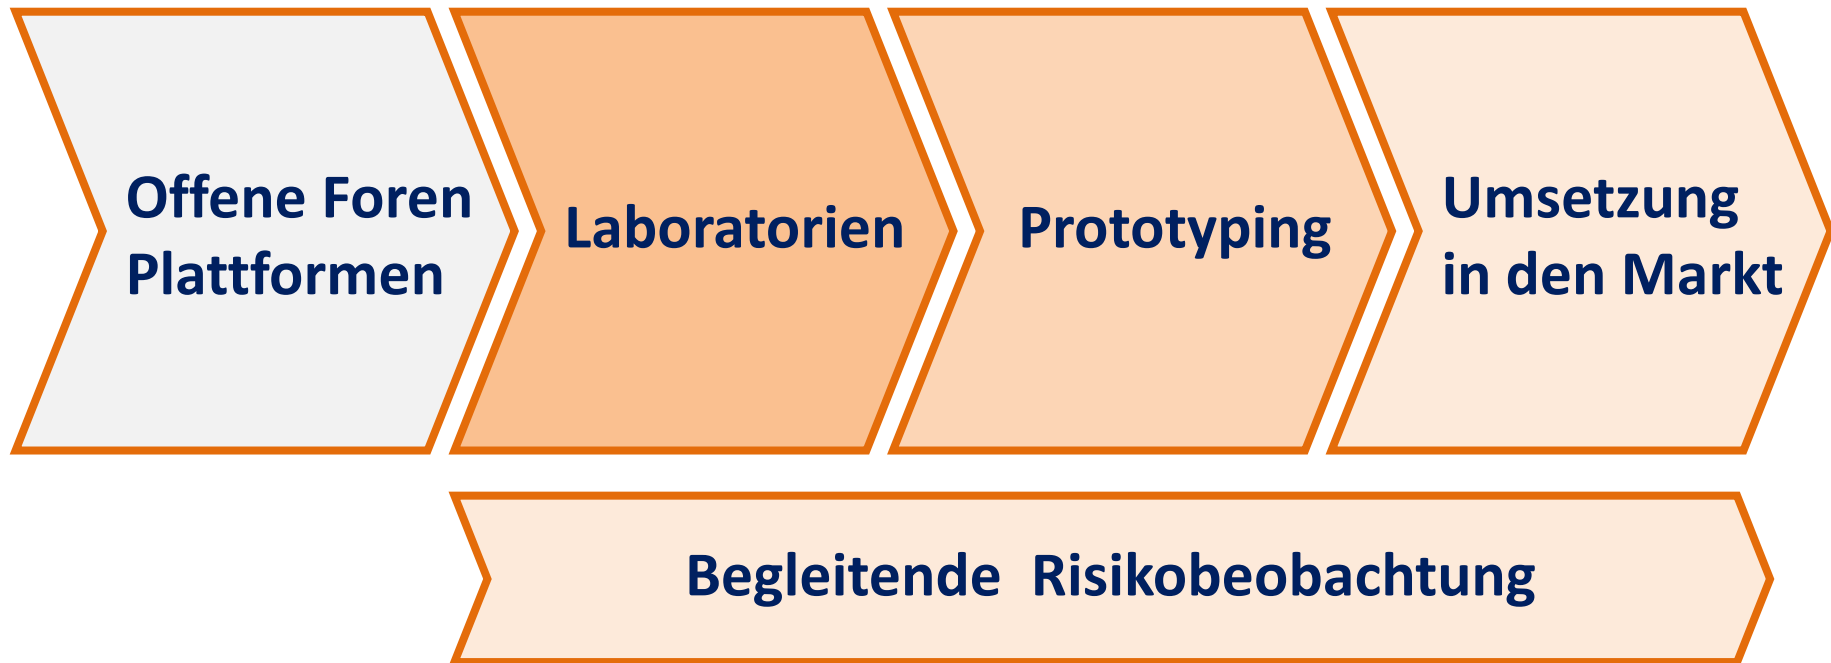 Offene Foren
Plattformen
Laboratorien
Prototyping
Umsetzung
in den Markt
Begleitende Risikobeobachtung